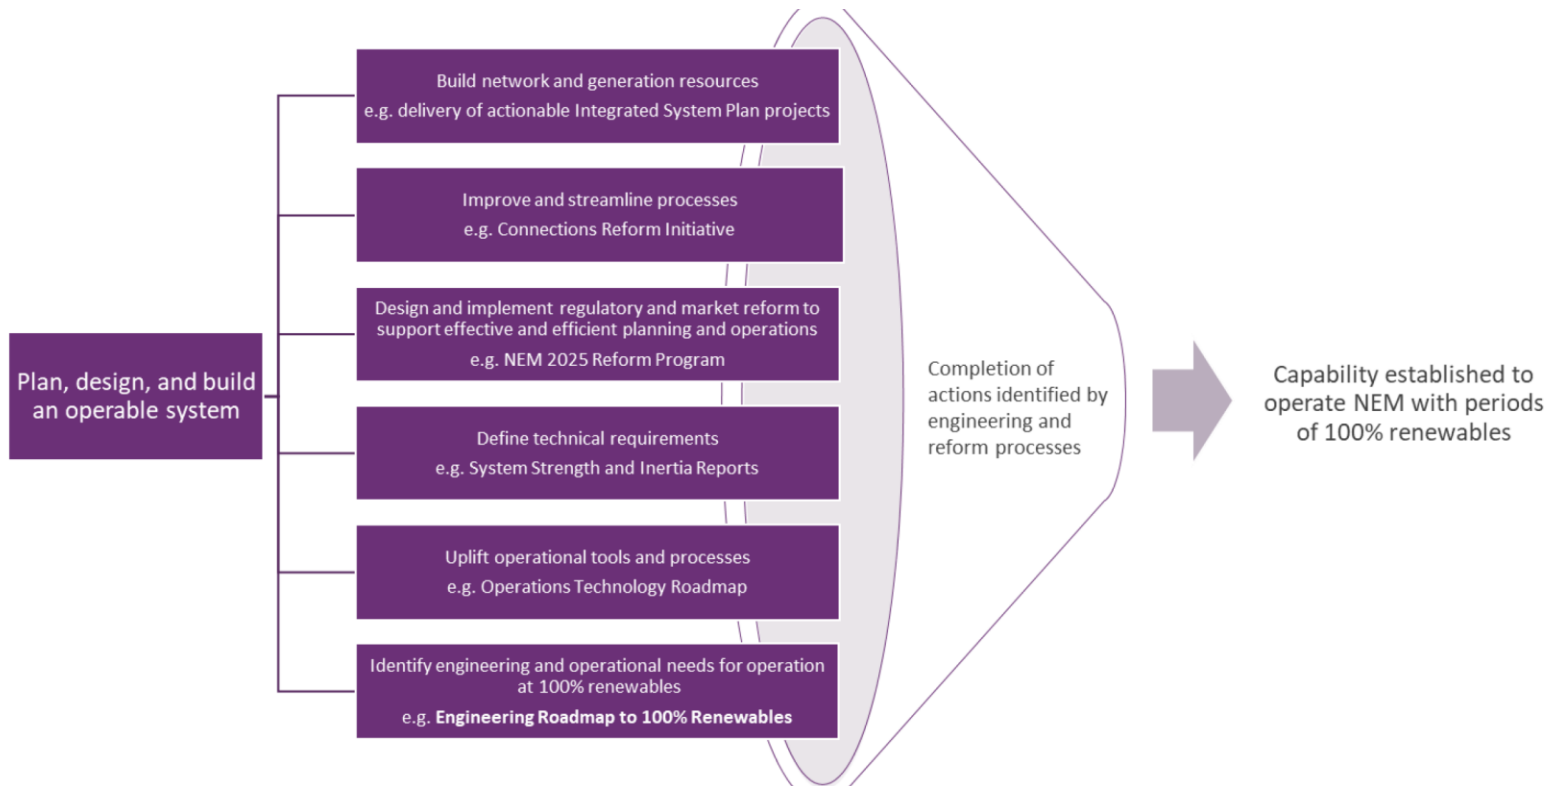 Build network and generation resources
e.g. delivery of actionable Integrated System Plan projects
Improve and streamline processes
e.g. Connections Reform Initiative
Design and implement regulatory and market reform to
support effective and efficient planning and operations
e.g. NEM 2025 Reform Program
Plan, design, and build
an operable system
Define technical requirements
e.g. System Strength and Inertia Reports
Uplift operational tools and processes
e.g. Operations Technology Roadmap
Identify engineering and operational needs for operation
at 100% renewables
e.g. Engineering Roadmap to 100% Renewables
Completion of
actions identified by
engineering and
reform processes
Capability established to
operate NEM with periods
of 100% renewables